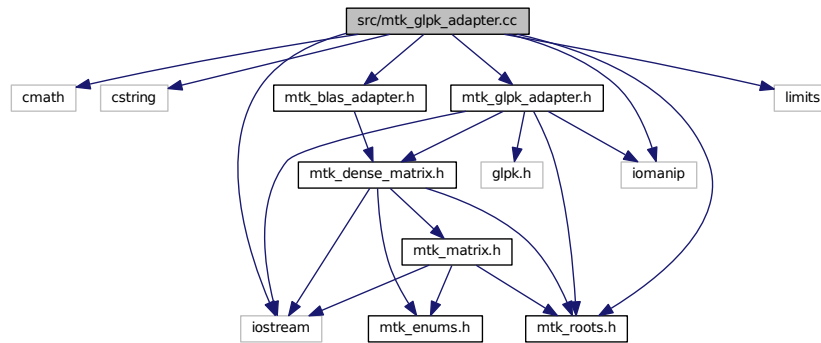 src/mtk_glpk_adapter.cc
cmath
cstring
mtk_blas_adapter.h
mtk_glpk_adapter.h
limits
mtk_dense_matrix.h
glpk.h
iomanip
mtk_matrix.h
iostream
mtk_enums.h
mtk_roots.h